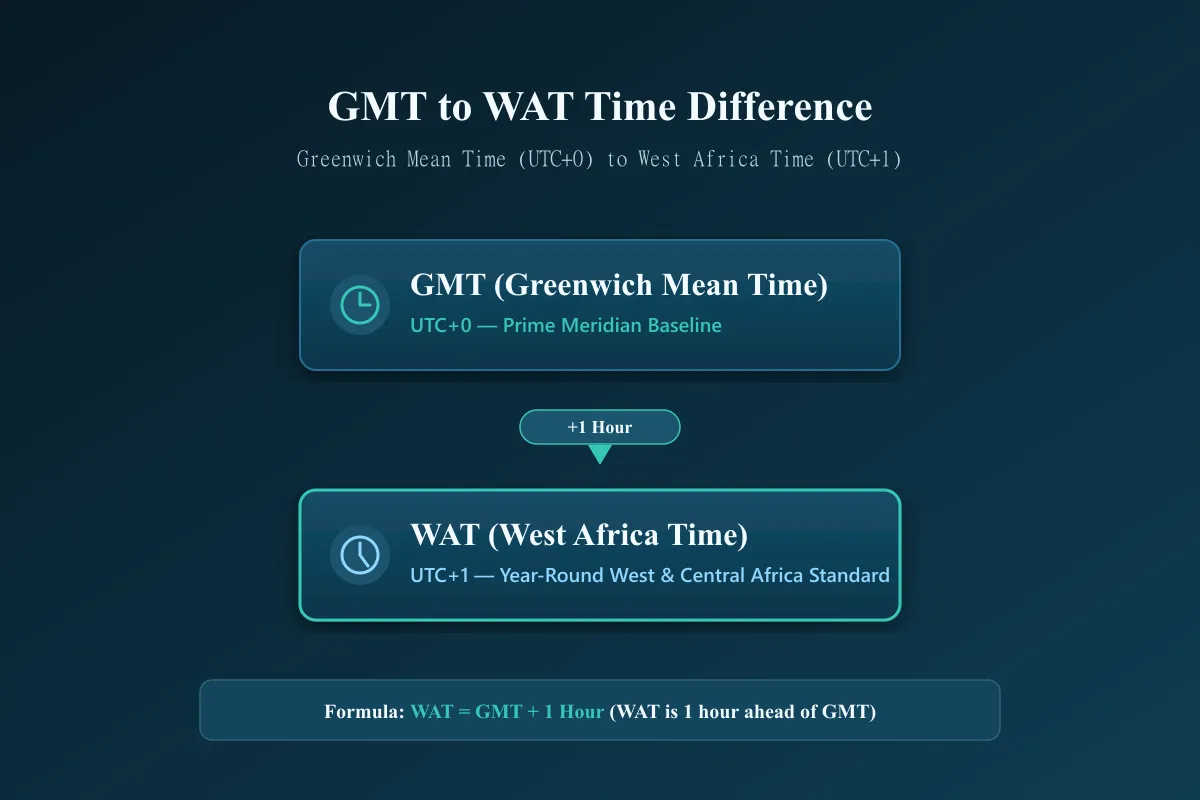 GMT to WAT Time Difference
Greenwich Mean Time (UTC+0) to West Africa Time (UTC+1)
GMT (Greenwich Mean Time)
UTC+0 — Prime Meridian Baseline
+1 Hour
WAT (West Africa Time)
UTC+1 — Year-Round West & Central Africa Standard
Formula: WAT = GMT + 1 Hour (WAT is 1 hour ahead of GMT)